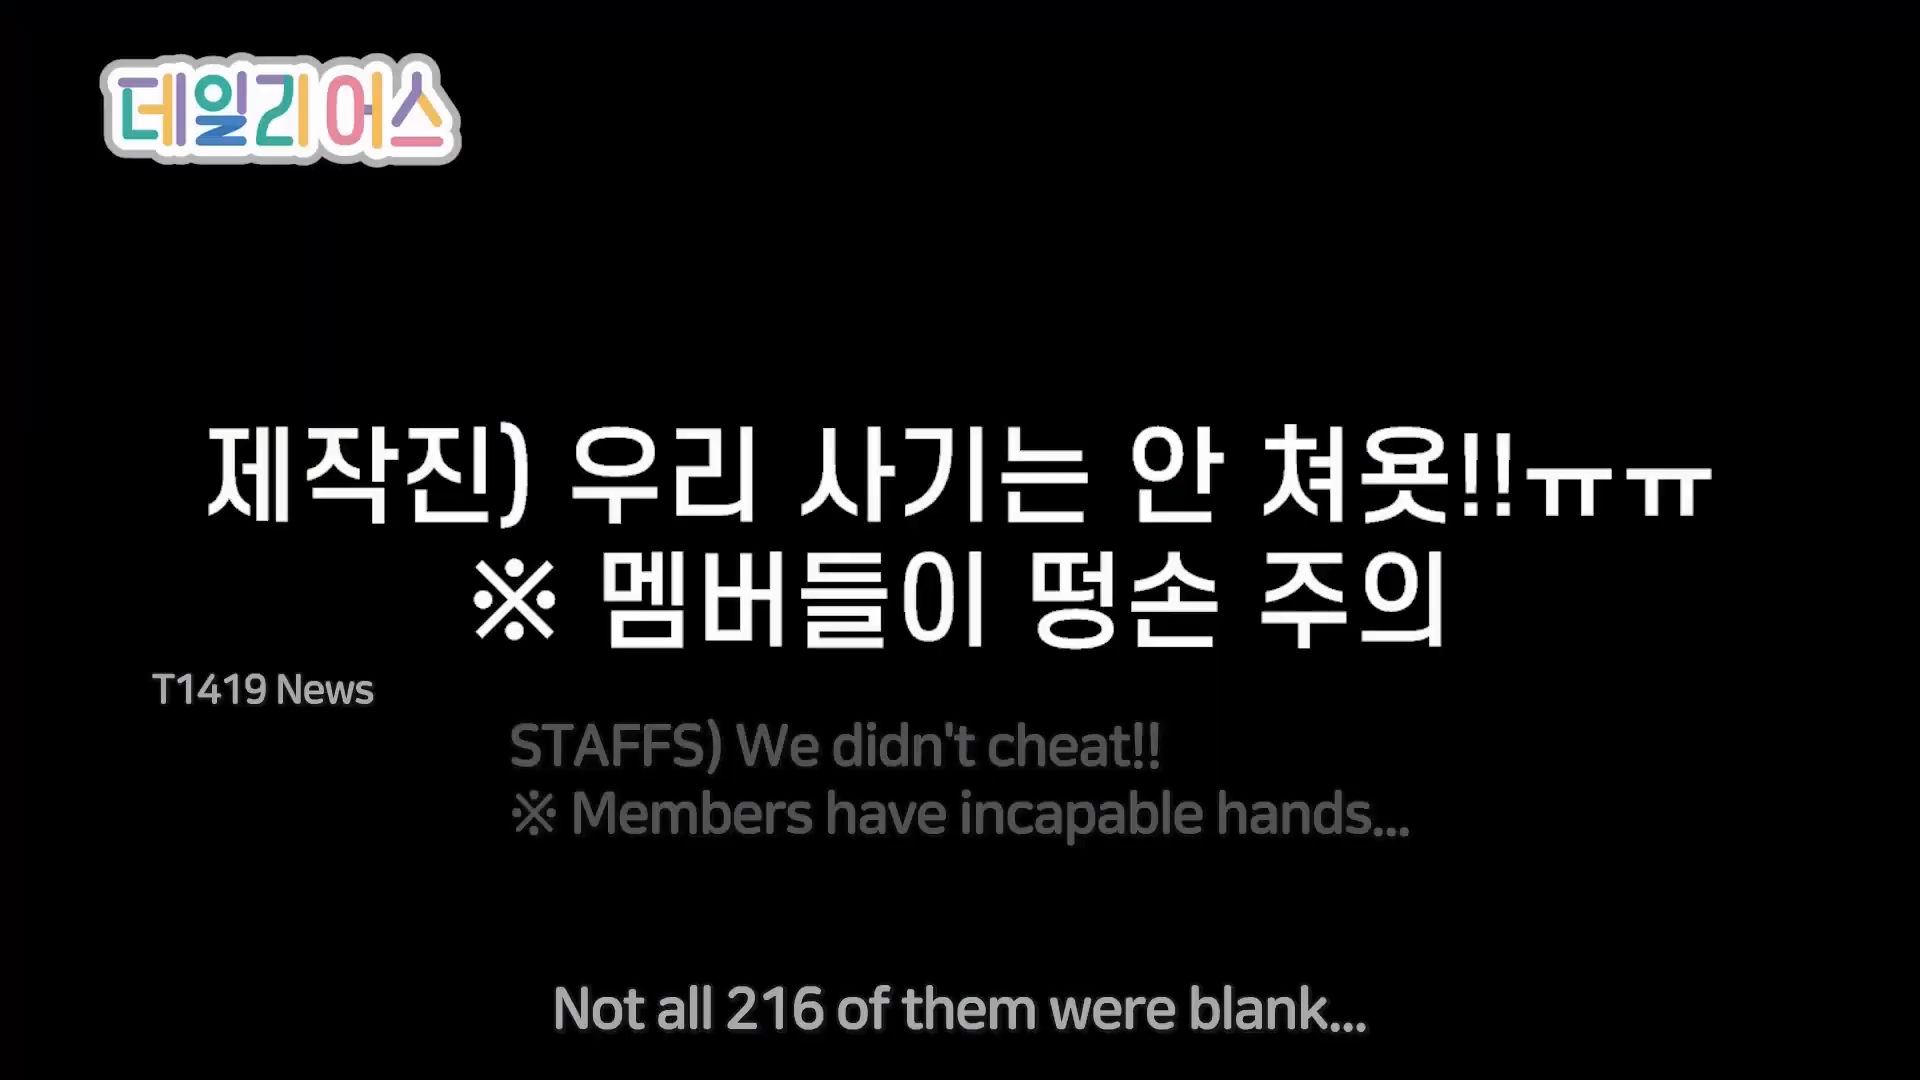 데일리어스
제작진) 우리 사기는 안 쳐욧!!ㅠㅠ
※ 멤버들이 떵손 주의
T1419 News
STAFFS) We didn't cheat!!
※ Members have incapable hands...
Not all 216 of them were blank...